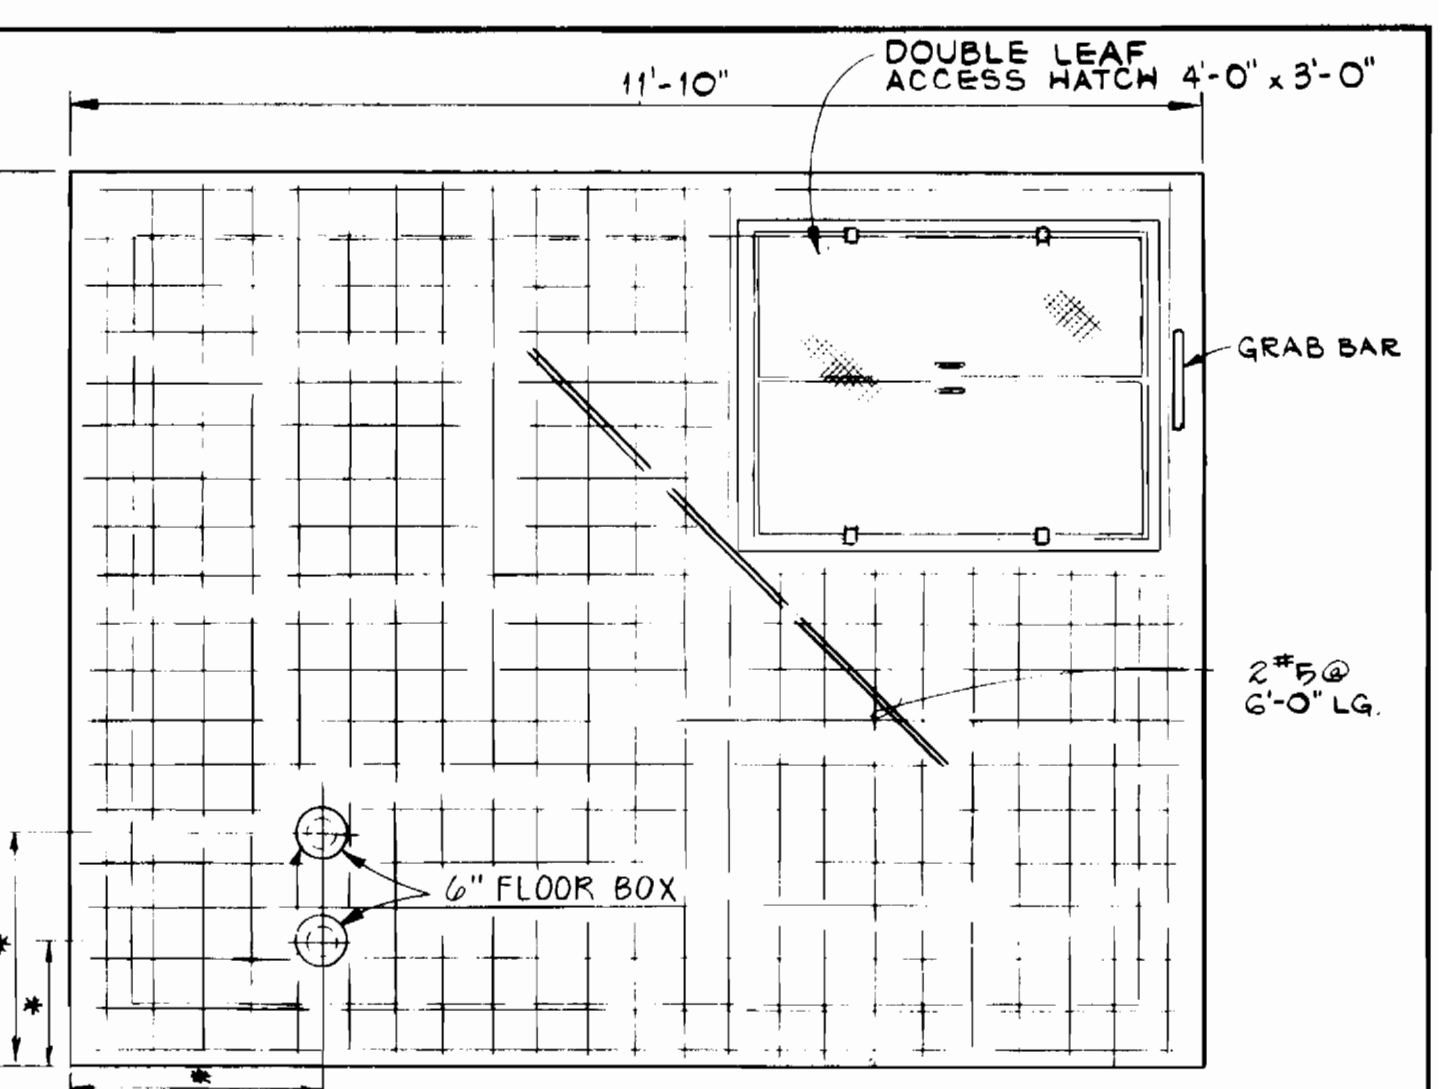 DOUBLE LEAF
ACCESS HATCH 4'-0" x 3'-0"
11'-10"
GRAB BAR
2 #5 @
6'-0" LG.
6" FLOOR BOX
*
*
*